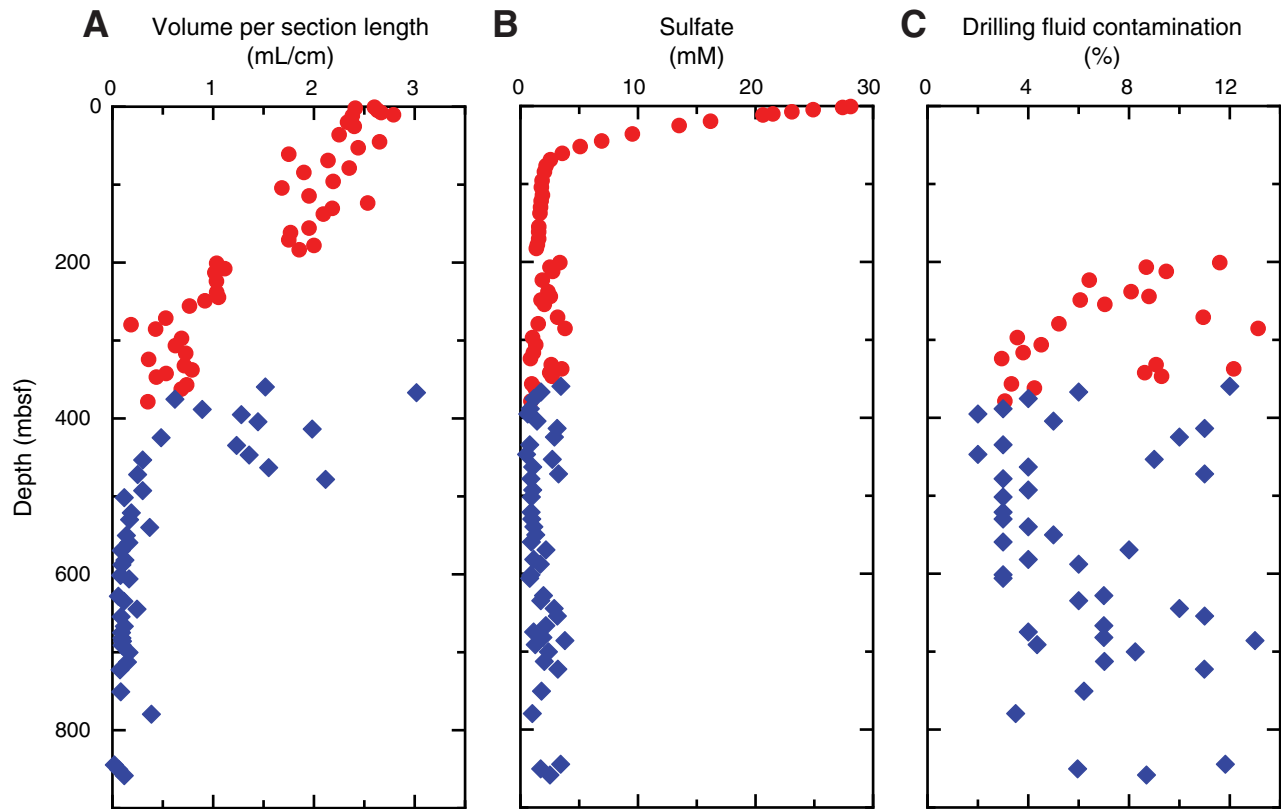 A
Volume per section length
(mL/cm)
0 1 2 3
B
Sulfate
(mM)
0 10 20 30
C
Drilling fluid contamination
(%)
0 4 8 12
Depth (mbsf)
0
200
400
600
800